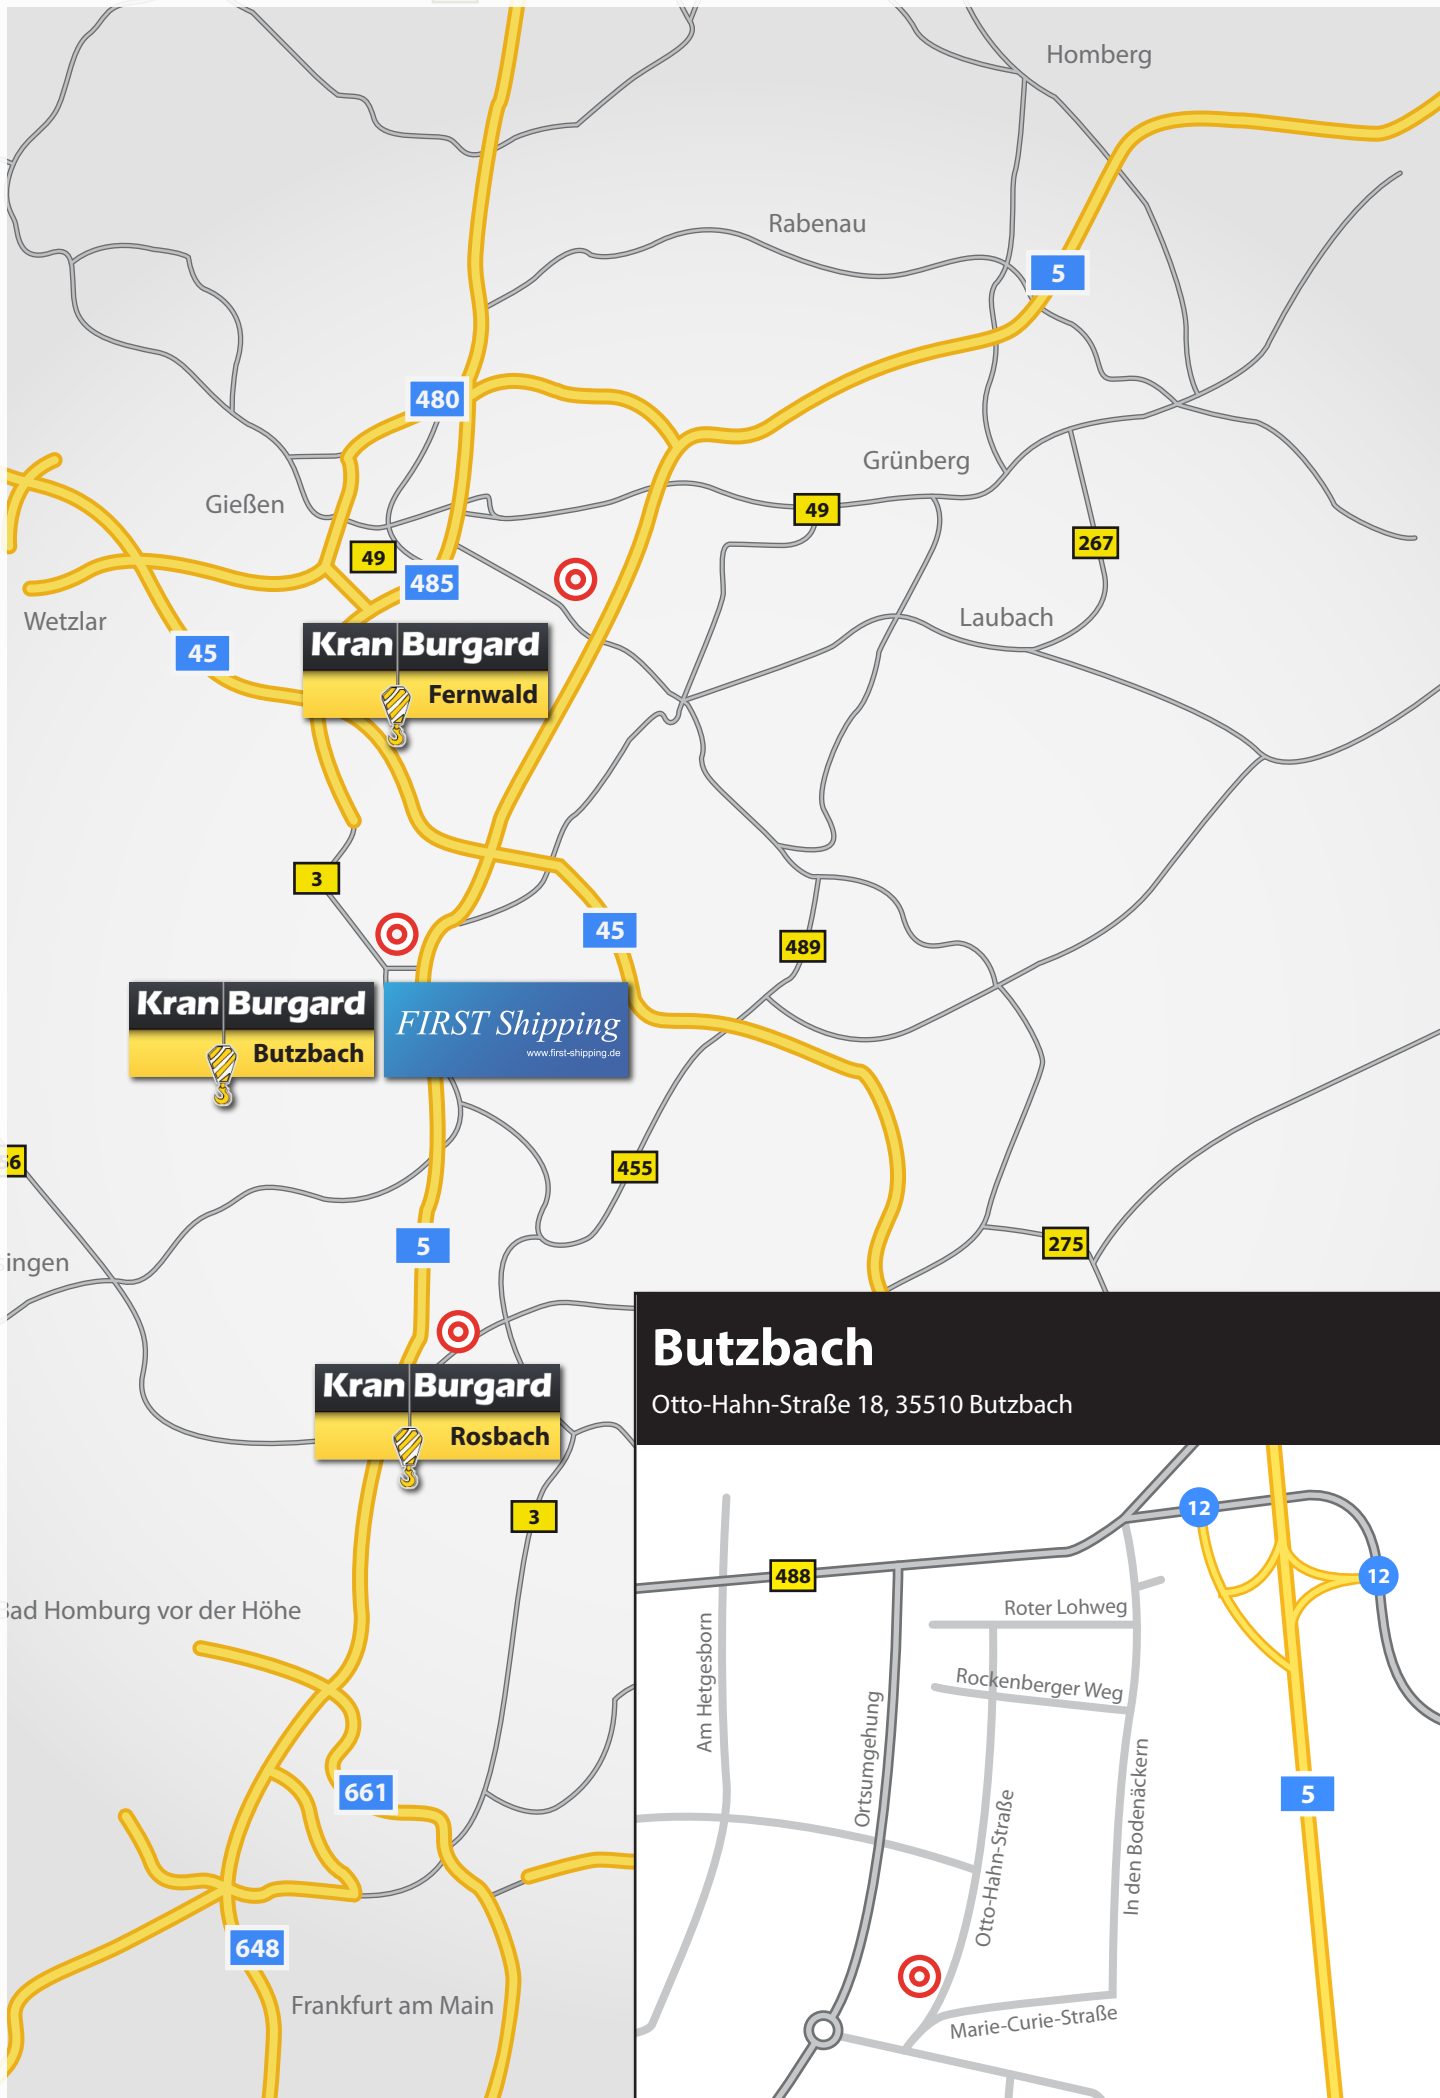 Homberg
Rabenau
5
480
Grünberg
Gießen
49
49
267
485
Wetzlar
Laubach
45
Kran Burgard
Fernwald
3
45
489
Kran Burgard
Butzbach
FIRST Shipping
www.first-shipping.de
56
455
5
275
singen
Kran Burgard
Rosbach
3
Bad Homburg vor der Höhe
661
648
Frankfurt am Main
Butzbach
Otto-Hahn-Straße 18, 35510 Butzbach
12
488
12
Roter Lohweg
Am Hetgesborn
Rockenberger Weg
Ortsumgehung
In den Bodenäckern
5
Otto-Hahn-Straße
Marie-Curie-Straße